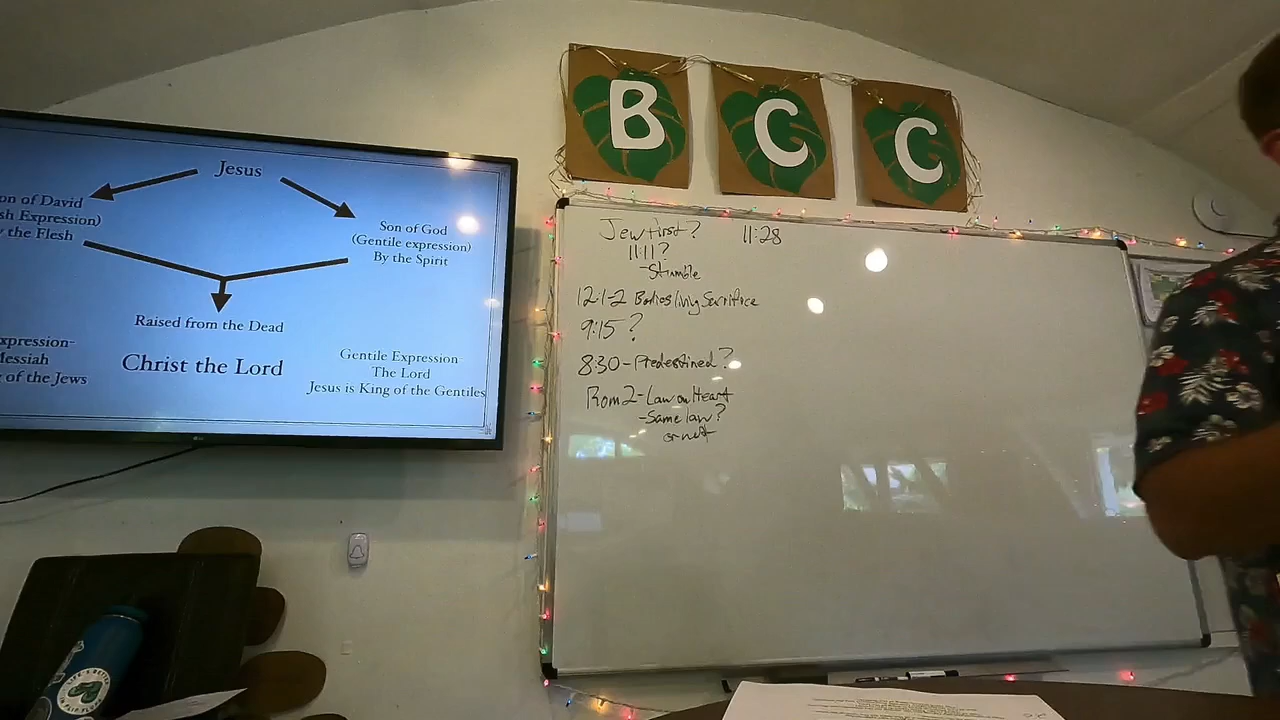 Jesus
on of David
sh Expression)
the Flesh
Son of God
(Gentile expression)
By the Spirit
Raised from the Dead
Christ the Lord
xpression-
Messiah
of the Jews
Gentile Expression-
The Lord
Jesus is King of the Gentiles
B C C
Jew first? 11:28
11:11?
-Stumble
12:1-2 Bodies living Sacrifice
9:15?
8:30-Predestined?
Rom 2-Law on Heart
-Same law?
or not